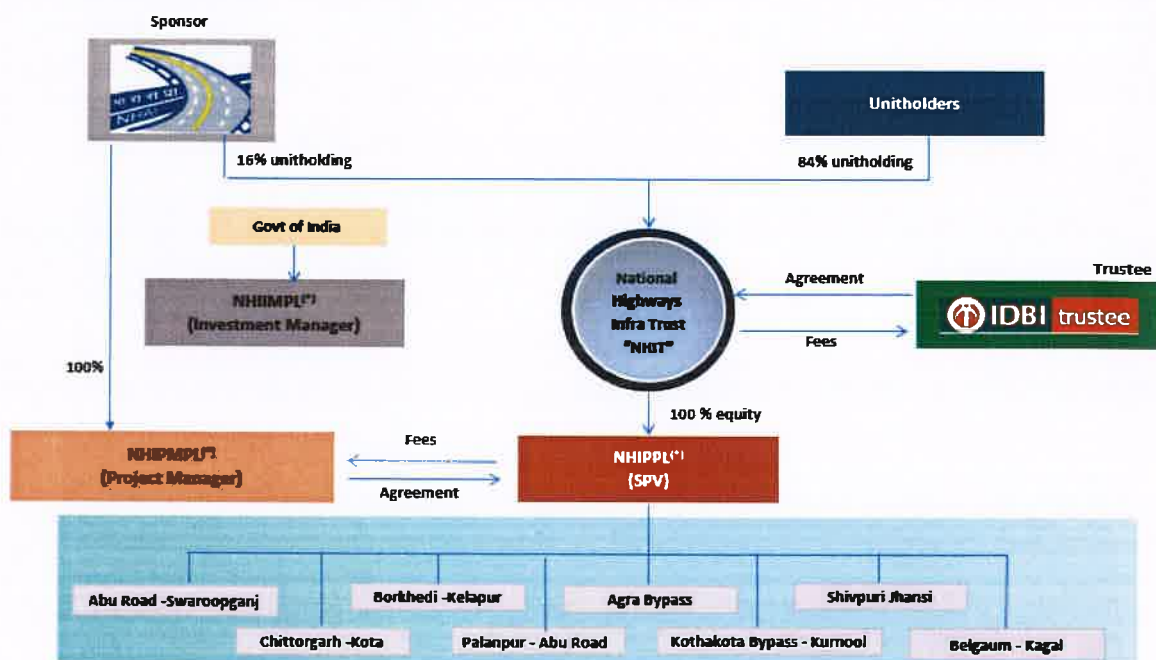 Sponsor
NHAI
Unitholders
16% unitholding
84% unitholding
Govt of India
NHIIMPL(*)
(Investment Manager)
National
Highways
Infra Trust
"NHIT"
Agreement
Fees
Trustee
IDBI trustee
100%
100 % equity
NHIPMPL(*)
(Project Manager)
Fees
Agreement
NHIPPL(*)
(SPV)
Abu Road -Swaroopganj
Borkhedi -Kelapur
Agra Bypass
Shivpuri Jhansi
Chittorgarh -Kota
Palanpur - Abu Road
Kothakota Bypass - Kurnool
Belgaum - Kagal